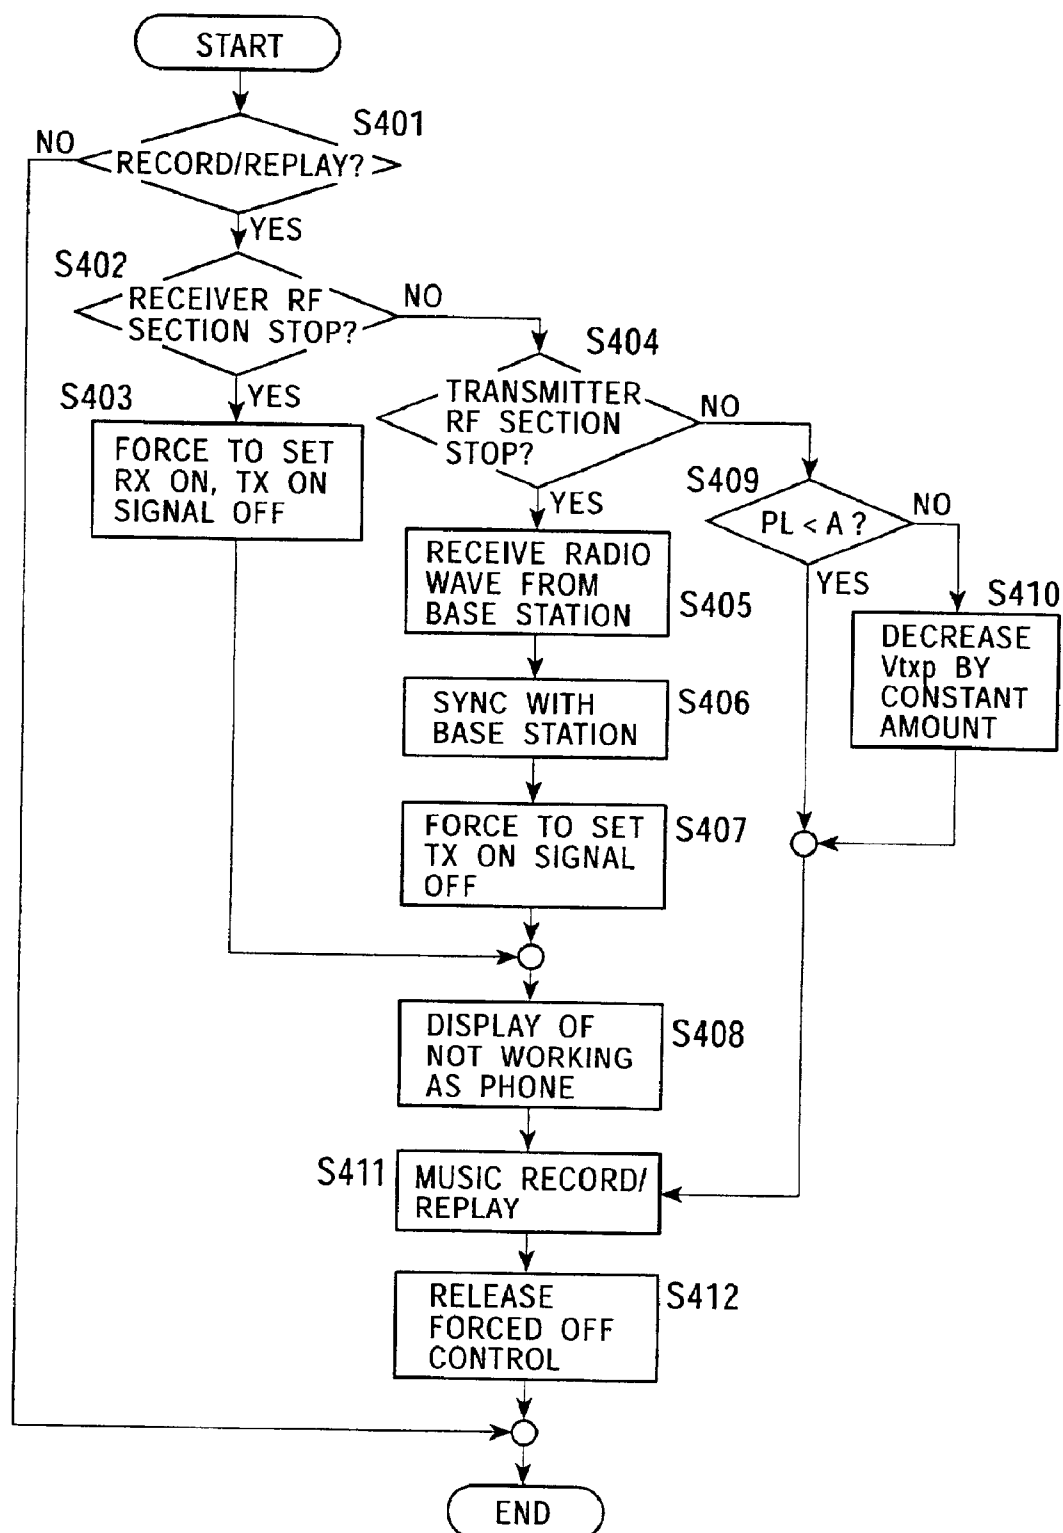 START
S401
NO
RECORD/REPLAY?
YES
S402
RECEIVER RF
SECTION STOP?
NO
YES
S403
FORCE TO SET
RX ON, TX ON
SIGNAL OFF
S404
TRANSMITTER
RF SECTION
STOP?
NO
YES
S405
RECEIVE RADIO
WAVE FROM
BASE STATION
S406
SYNC WITH
BASE STATION
S407
FORCE TO SET
TX ON SIGNAL
OFF
S409
PL < A ?
NO
YES
S410
DECREASE
Vtxp BY
CONSTANT
AMOUNT
S408
DISPLAY OF
NOT WORKING
AS PHONE
S411
MUSIC RECORD/
REPLAY
S412
RELEASE
FORCED OFF
CONTROL
END